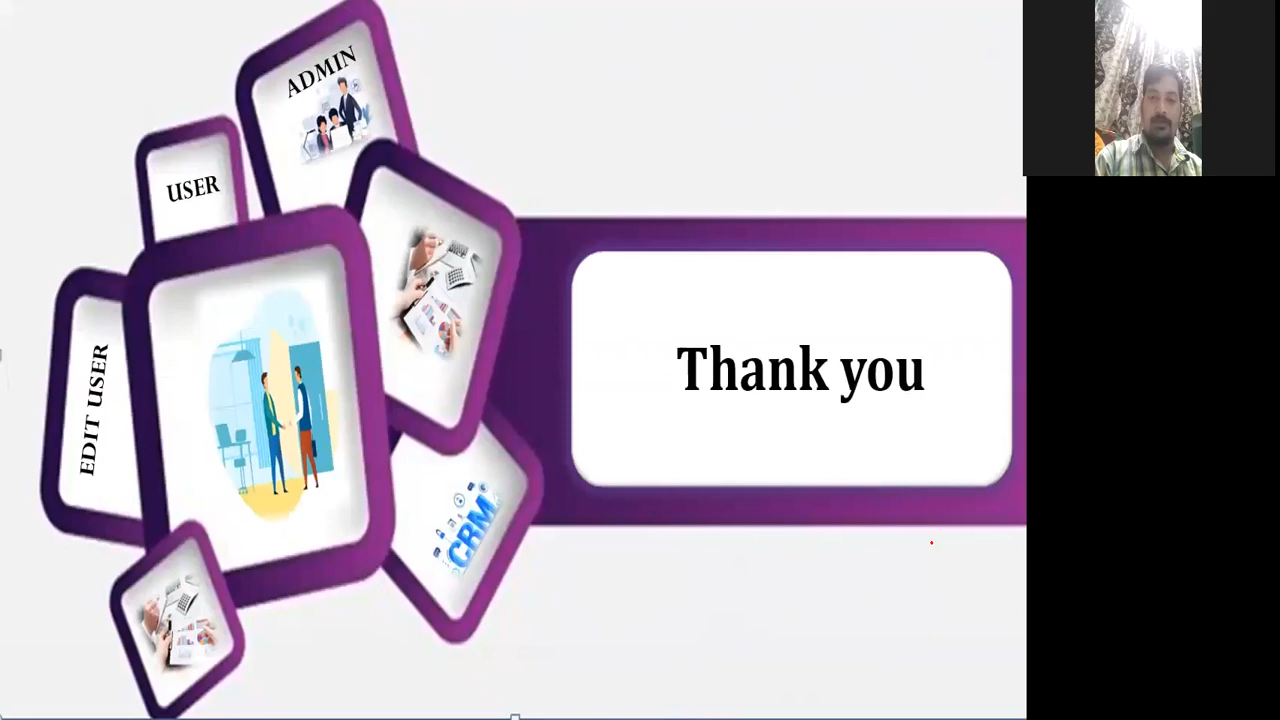 ADMIN
USER
EDIT USER
CRM
Thank you